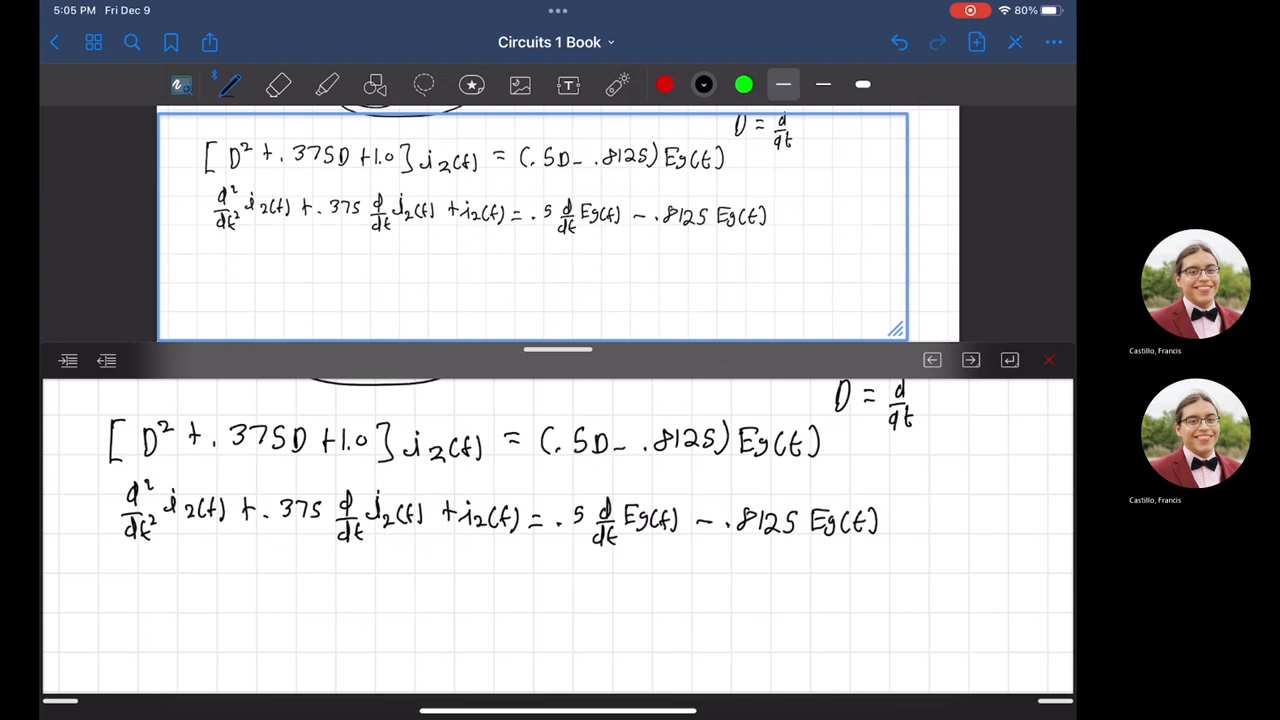 5:05 PM Fri Dec 9
80%
Circuits 1 Book
T
D = d/dt
[D² + .375D + 1.0] i₂(t) = (.5D - .8125) Eg(t)
d²/dt² i₂(t) + .375 d/dt i₂(t) + i₂(t) = .5 d/dt Eg(t) - .8125 Eg(t)
D = d/dt
[D² + .375D + 1.0] i₂(t) = (.5D - .8125) Eg(t)
d²/dt² i₂(t) + .375 d/dt i₂(t) + i₂(t) = .5 d/dt Eg(t) - .8125 Eg(t)
Castillo, Francis
Castillo, Francis